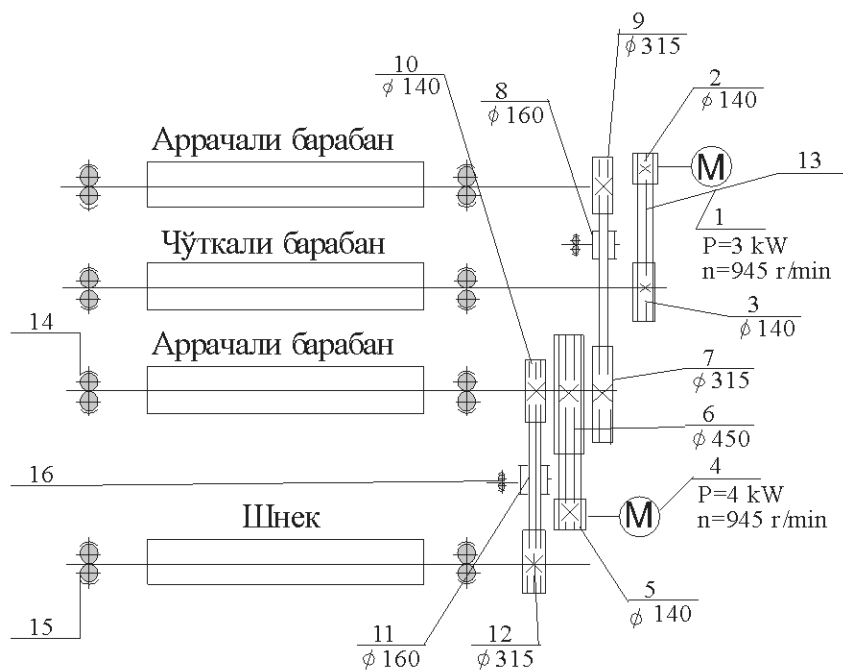 9
ϕ 315
10
ϕ 140
8
ϕ 160
2
ϕ 140
Аррачали барабан
M
13
1
P=3 kW
n=945 r/min
Чўткали барабан
3
ϕ 140
14
Аррачали барабан
7
ϕ 315
6
ϕ 450
16
4
P=4 kW
n=945 r/min
Шнек
M
5
ϕ 140
15
11
ϕ 160
12
ϕ 315